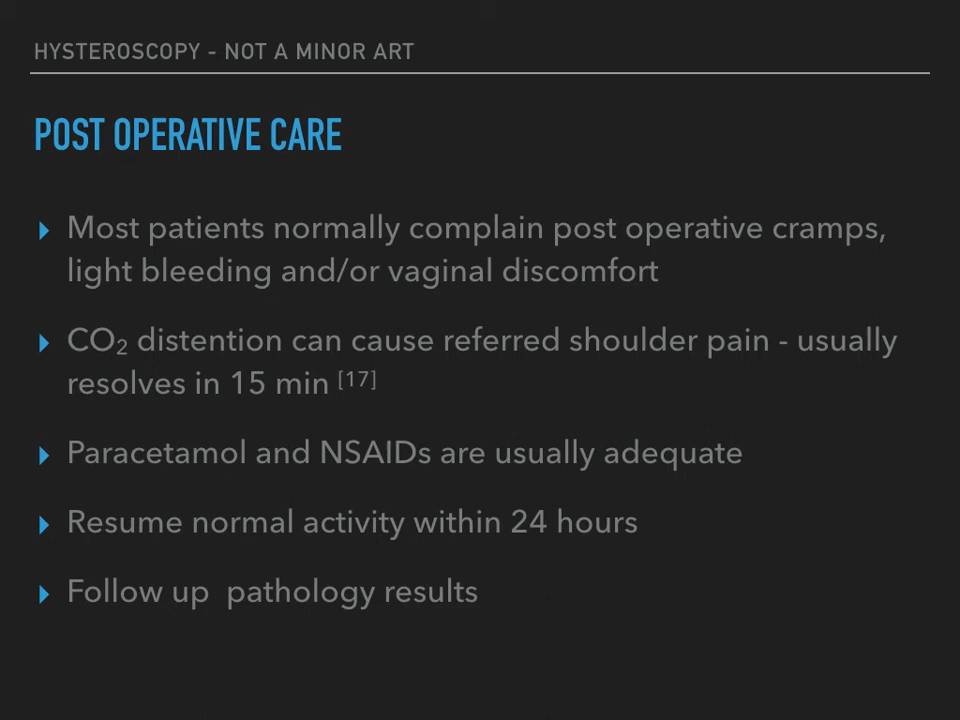 HYSTEROSCOPY - NOT A MINOR ART
POST OPERATIVE CARE
▸ Most patients normally complain post operative cramps,
light bleeding and/or vaginal discomfort
▸ CO₂ distention can cause referred shoulder pain - usually
resolves in 15 min [17]
▸ Paracetamol and NSAIDs are usually adequate
▸ Resume normal activity within 24 hours
▸ Follow up  pathology results